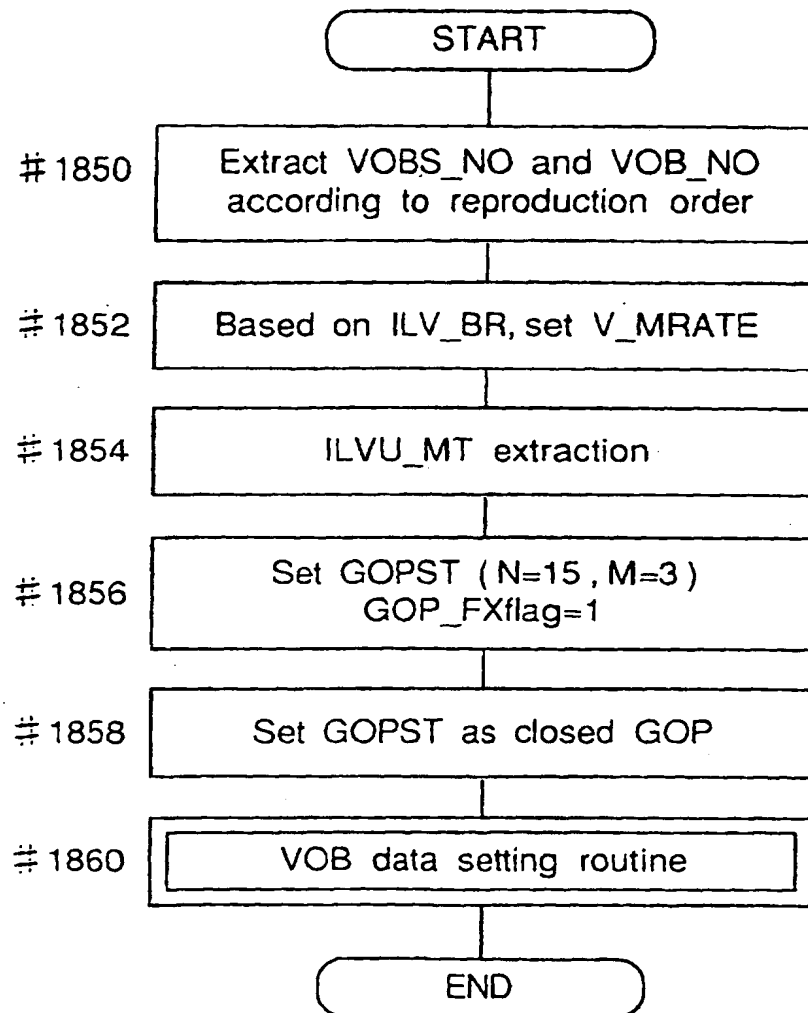 START
#1850
Extract VOBS_NO and VOB_NO
according to reproduction order
#1852
Based on ILV_BR, set V_MRATE
#1854
ILVU_MT extraction
#1856
Set GOPST (N=15, M=3)
GOP_FXflag=1
#1858
Set GOPST as closed GOP
#1860
VOB data setting routine
END